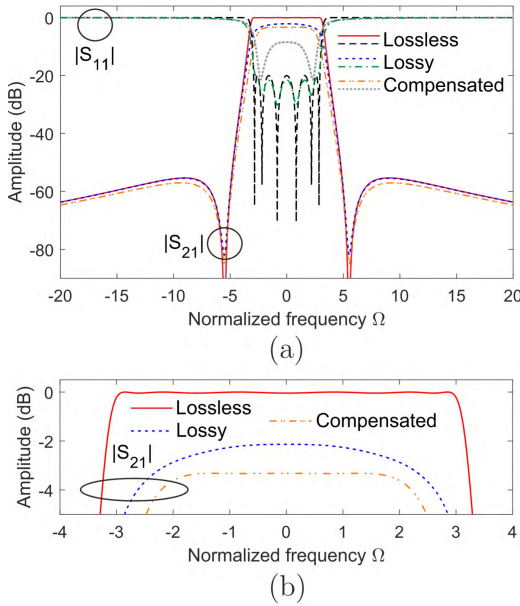 0
-20
-40
-60
-80
Amplitude (dB)
|S11|
|S21|
Lossless
Lossy
Compensated
-20 -15 -10 -5 0 5 10 15 20
Normalized frequency Ω
(a)
0
-2
-4
Amplitude (dB)
Lossless
Lossy
Compensated
|S21|
-4 -3 -2 -1 0 1 2 3 4
Normalized frequency Ω
(b)